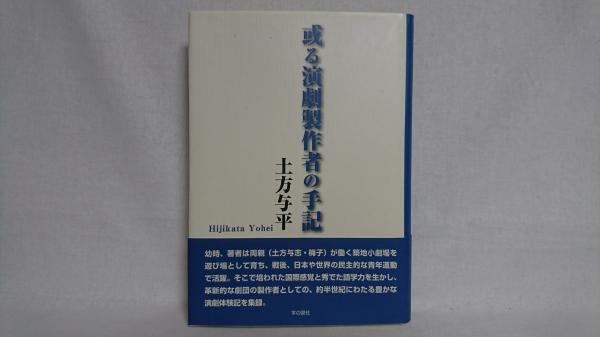 或る演劇製作者の手記
土方与平
Hijikata Yohei
幼時、著者は両親（土方与志・梅子）が働く築地小劇場を
遊び場として育ち、戦後、日本や世界の民主的な青年運動
で活躍。そこで培われた国際感覚と秀でた語学力を生かし、
革新的な劇団の製作者としての、約半世紀にわたる豊かな
演劇体験記を集録。
本の泉社